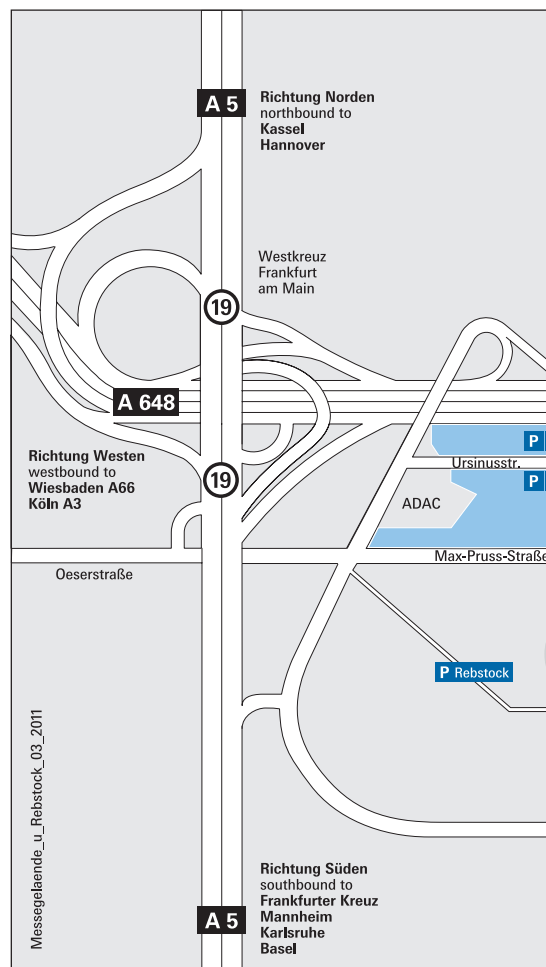 A 5
Richtung Norden
northbound to
Kassel
Hannover
Westkreuz
Frankfurt
am Main
19
A 648
Richtung Westen
westbound to
Wiesbaden A66
Köln A3
19
P
Ursinusstr.
P
ADAC
Max-Pruss-Straße
Oeserstraße
P Rebstock
Messegelaende_u_Rebstock_03_2011
Richtung Süden
southbound to
Frankfurter Kreuz
Mannheim
Karlsruhe
Basel
A 5